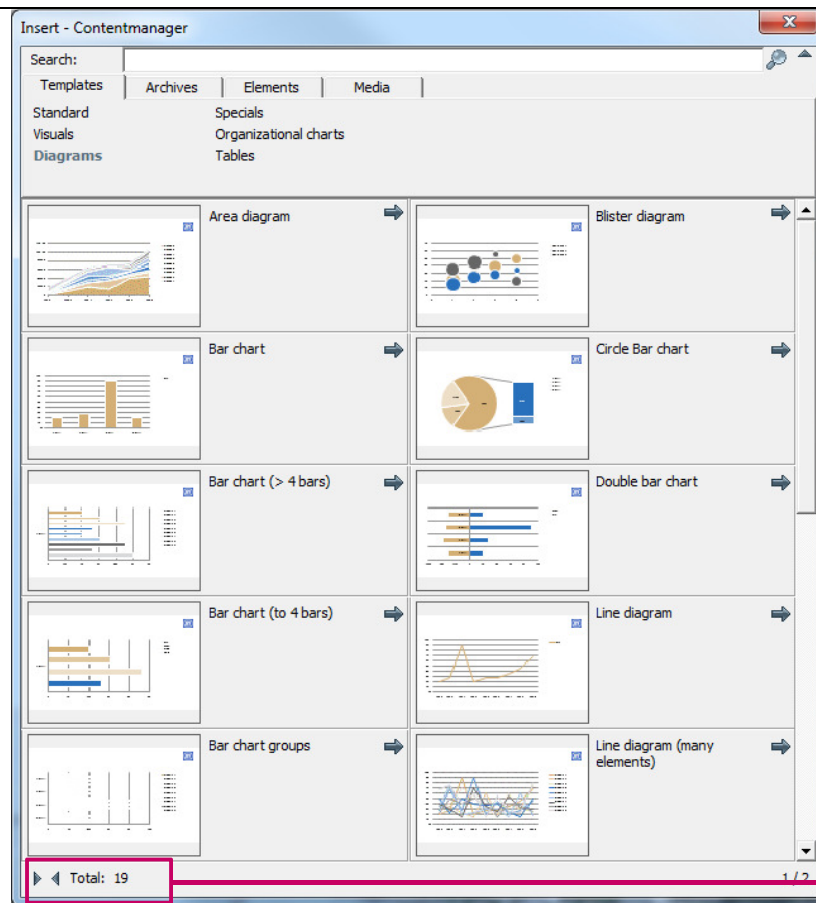 Insert - Contentmanager
Search:
Templates Archives Elements Media
Standard Specials
Visuals Organizational charts
Diagrams Tables
Area diagram Blister diagram
Bar chart Circle Bar chart
Bar chart (> 4 bars) Double bar chart
Bar chart (to 4 bars) Line diagram
Bar chart groups Line diagram (many
elements)
Total: 19 1 / 2